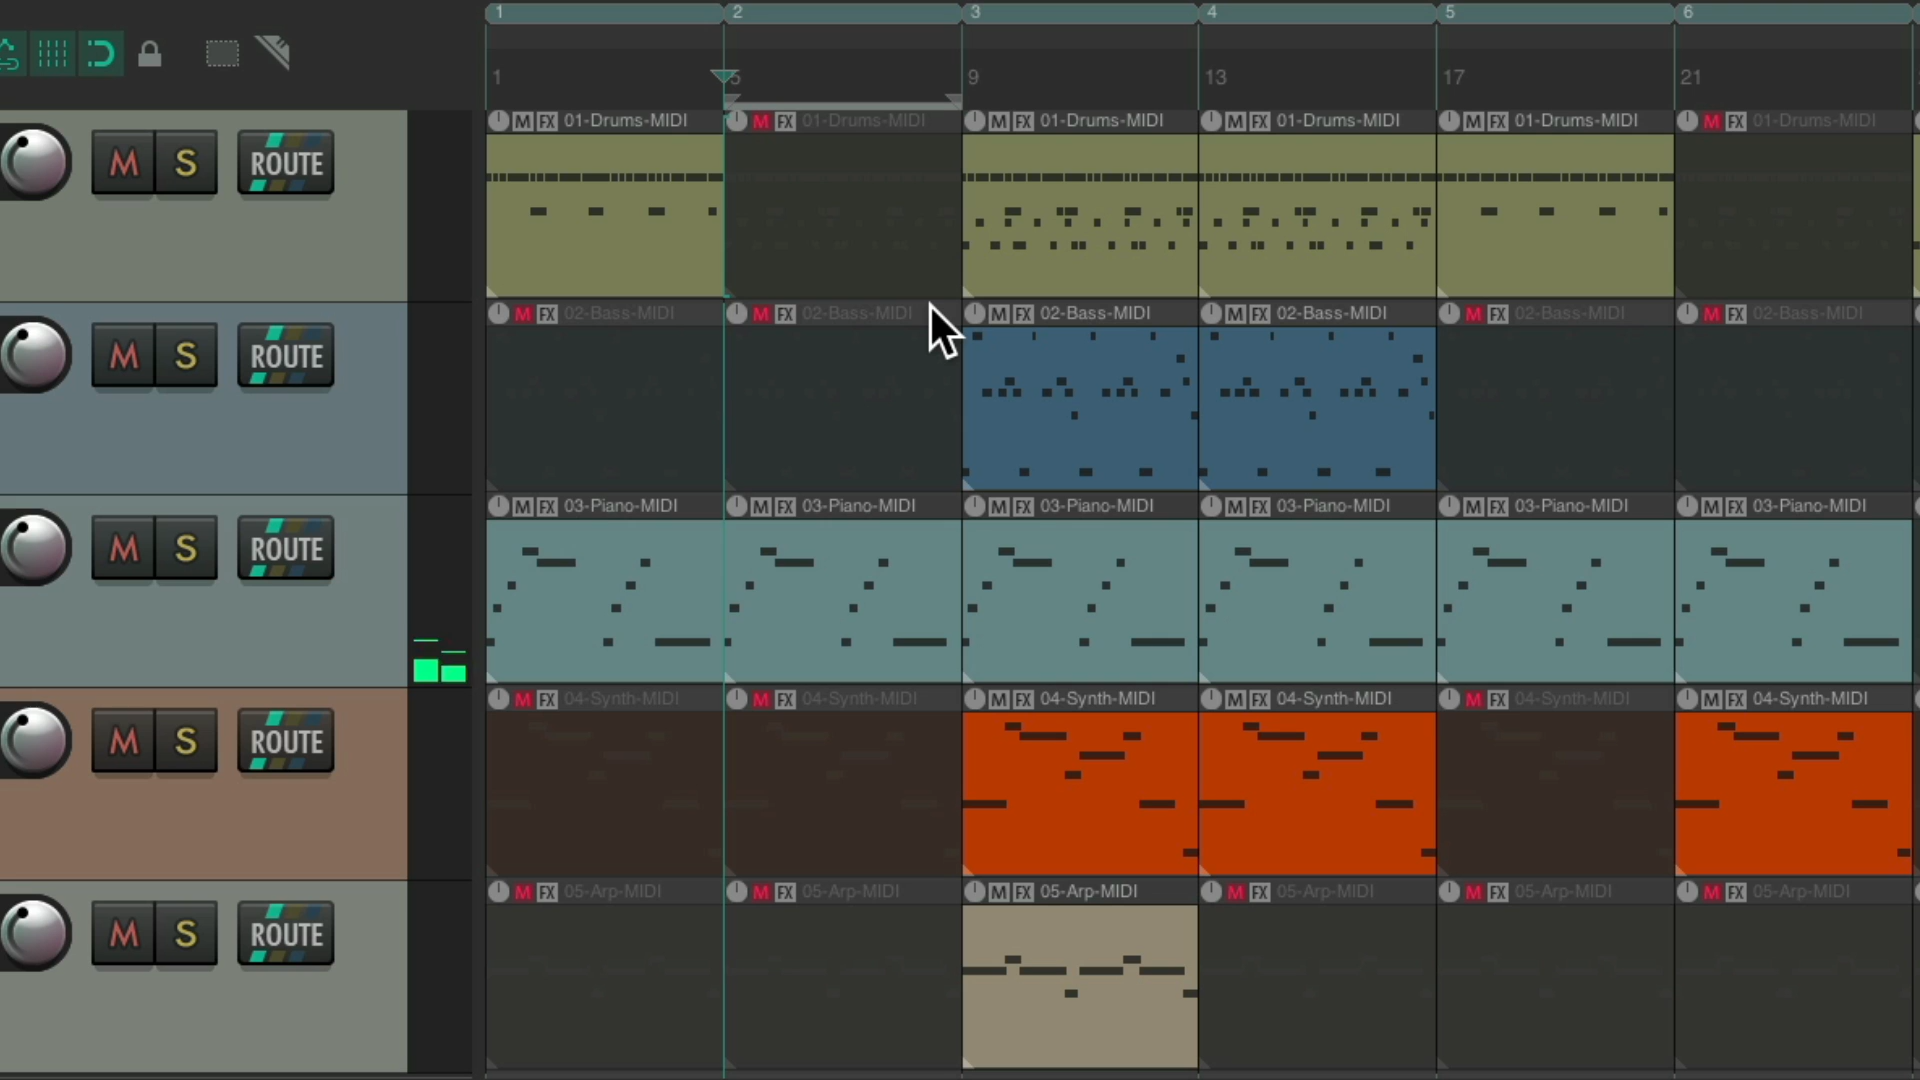 1 2 3 4 5 6
1 5 9 13 17 21
M FX 01-Drums-MIDI M FX 01-Drums-MIDI M FX 01-Drums-MIDI M FX 01-Drums-MIDI M FX 01-Drums-MIDI M FX 01-Drums-MIDI
M S ROUTE
M FX 02-Bass-MIDI M FX 02-Bass-MIDI M FX 02-Bass-MIDI M FX 02-Bass-MIDI M FX 02-Bass-MIDI M FX 02-Bass-MIDI
M S ROUTE
M FX 03-Piano-MIDI M FX 03-Piano-MIDI M FX 03-Piano-MIDI M FX 03-Piano-MIDI M FX 03-Piano-MIDI M FX 03-Piano-MIDI
M S ROUTE
M FX 04-Synth-MIDI M FX 04-Synth-MIDI M FX 04-Synth-MIDI M FX 04-Synth-MIDI M FX 04-Synth-MIDI M FX 04-Synth-MIDI
M S ROUTE
M FX 05-Arp-MIDI M FX 05-Arp-MIDI M FX 05-Arp-MIDI M FX 05-Arp-MIDI M FX 05-Arp-MIDI M FX 05-Arp-MIDI
M S ROUTE